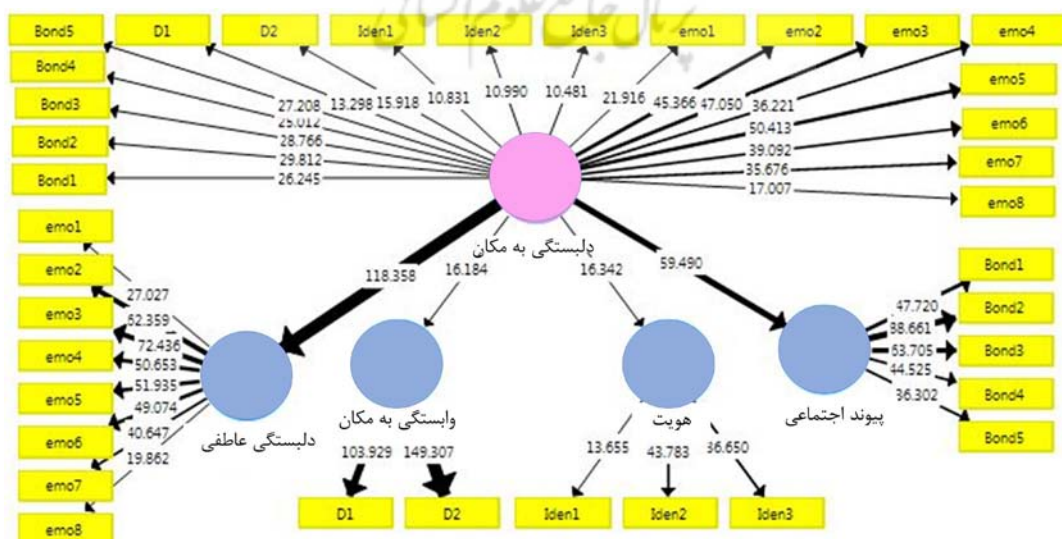 پرتال جامع علوم انسانی
Bond5 D1 D2 Iden1 Iden2 Iden3 emo1 emo2 emo3 emo4
Bond4
Bond3
Bond2
Bond1
emo5
emo6
emo7
emo8
27.208 13.298 15.918 10.831 10.990 10.481 21.916 45.366 47.050 36.221
25.012
28.766
29.812
26.245
50.413
39.092
35.676
17.007
دلبستگی به مکان
118.358 16.184 16.342 59.490
emo1
emo2
emo3
emo4
emo5
emo6
emo7
emo8
27.027
62.359
72.436
50.653
51.935
49.074
40.647
19.862
دلبستگی عاطفی
وابستگی به مکان
هویت
پیوند اجتماعی
47.720
63.705
44.525
36.302
Bond1
Bond2
Bond3
Bond4
Bond5
103.929 149.307
13.655 43.783 36.650
D1 D2 Iden1 Iden2 Iden3